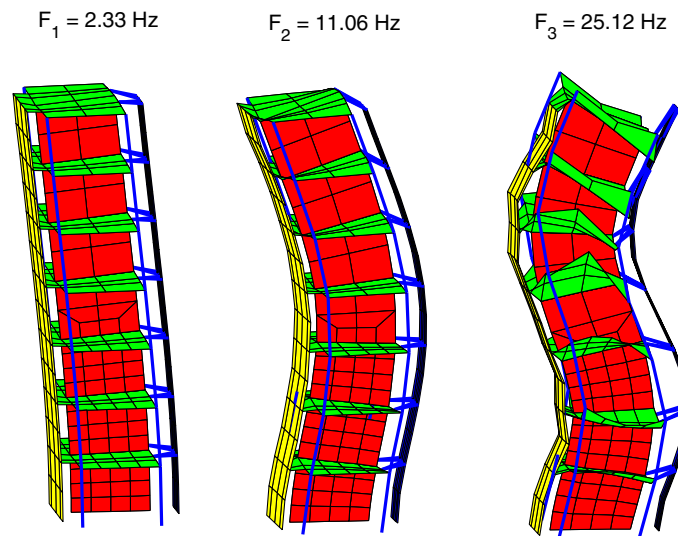 F₁ = 2.33 Hz
F₂ = 11.06 Hz
F₃ = 25.12 Hz